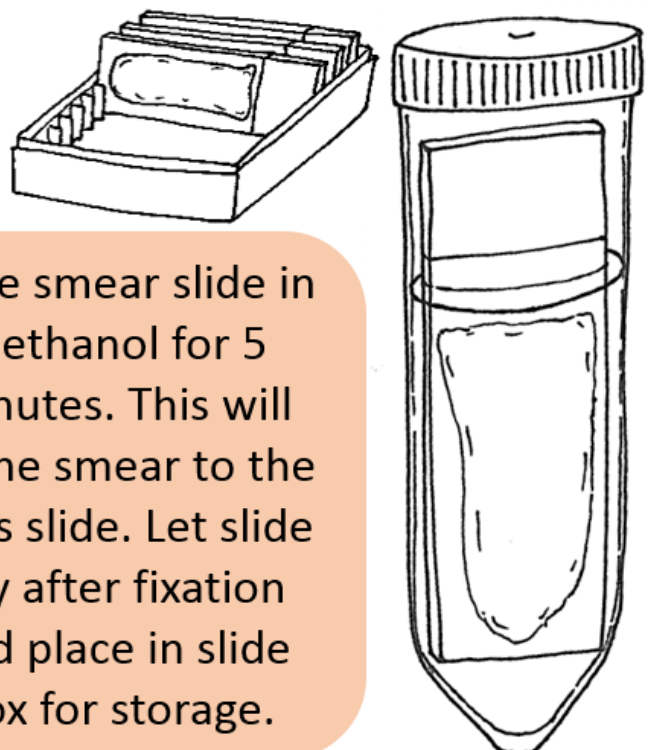 e smear slide in
ethanol for 5
nutes. This will
he smear to the
s slide. Let slide
y after fixation
d place in slide
ox for storage.